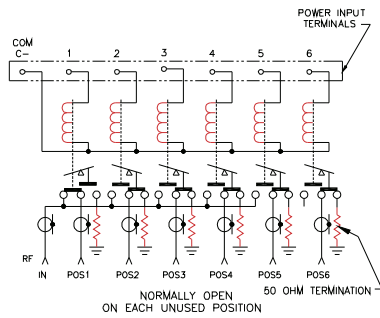 POWER INPUT
TERMINALS
COM
C-
1 2 3 4 5 6
RF
IN POS1 POS2 POS3 POS4 POS5 POS6
50 OHM TERMINATION
NORMALLY OPEN
ON EACH UNUSED POSITION